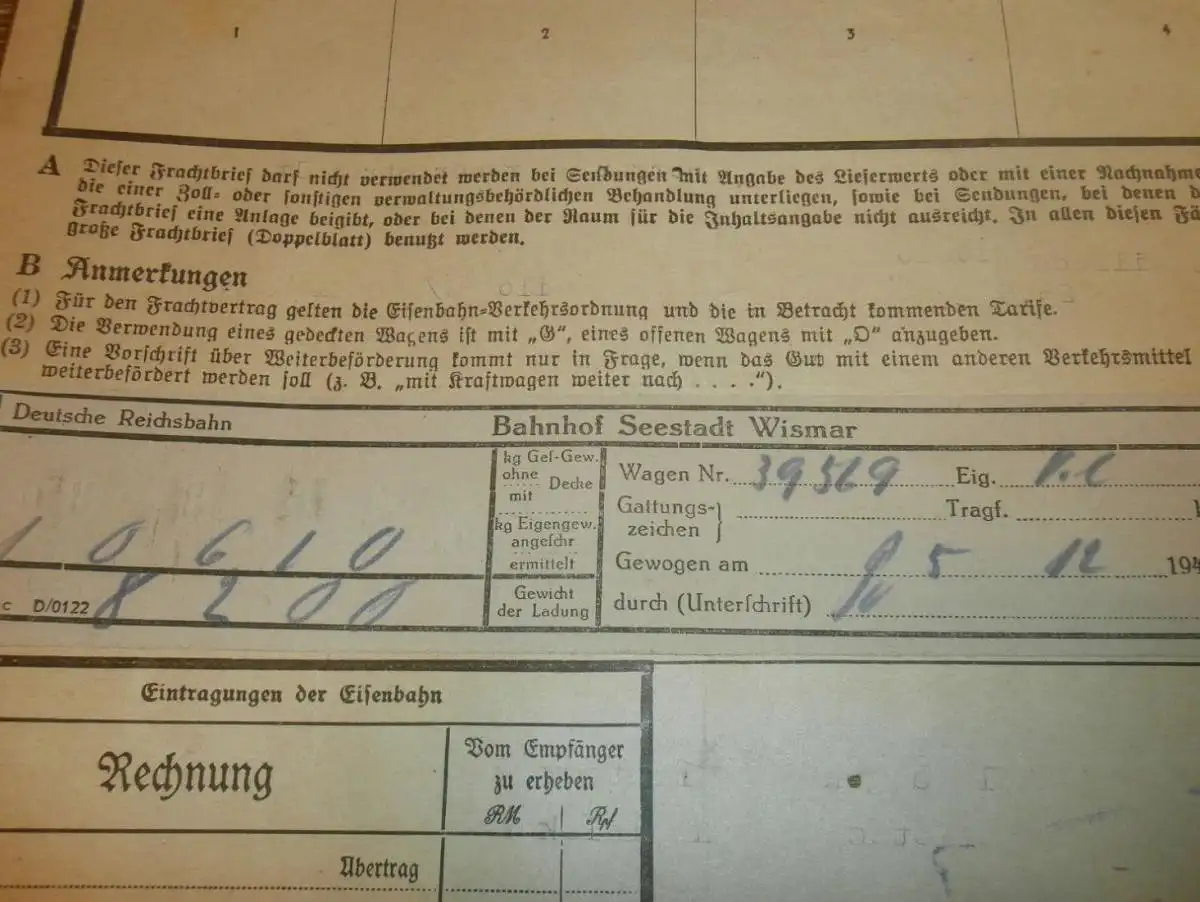 1 2 3 4
A Dieser Frachtbrief darf nicht verwendet werden bei Sendungen mit Angabe des Lieferwerts oder mit einer Nachnahme
die einer Zoll- oder sonstigen verwaltungsbehördlichen Behandlung unterliegen, sowie bei Sendungen, bei denen
Frachtbrief eine Anlage beigibt, oder bei denen der Raum für die Inhaltsangabe nicht ausreicht. In allen diesen
große Frachtbrief (Doppelblatt) benutzt werden.
B Anmerkungen
(1) Für den Frachtvertrag gelten die Eisenbahn-Verkehrsordnung und die in Betracht kommenden Tarife.
(2) Die Verwendung eines gedeckten Wagens ist mit „G“, eines offenen Wagens mit „O“ anzugeben.
(3) Eine Vorschrift über Weiterbeförderung kommt nur in Frage, wenn das Gut mit einem anderen Verkehrsmittel
weiterbefördert werden soll (z. B. „mit Kraftwagen weiter nach . . . .“).
Deutsche Reichsbahn Bahnhof Seestadt Wismar
kg Ges-Gew.
ohne Decke
mit
Wagen Nr. 39569 Eig.
Gattungs-
zeichen Tragf.
10610
kg Eigengew.
angeschr
ermittelt
Gewogen am 5 12 194
c D/0122 8200
Gewicht
der Ladung
durch (Unterschrift)
Eintragungen der Eisenbahn
Rechnung
Vom Empfänger
zu erheben
RM Rpf
Übertrag